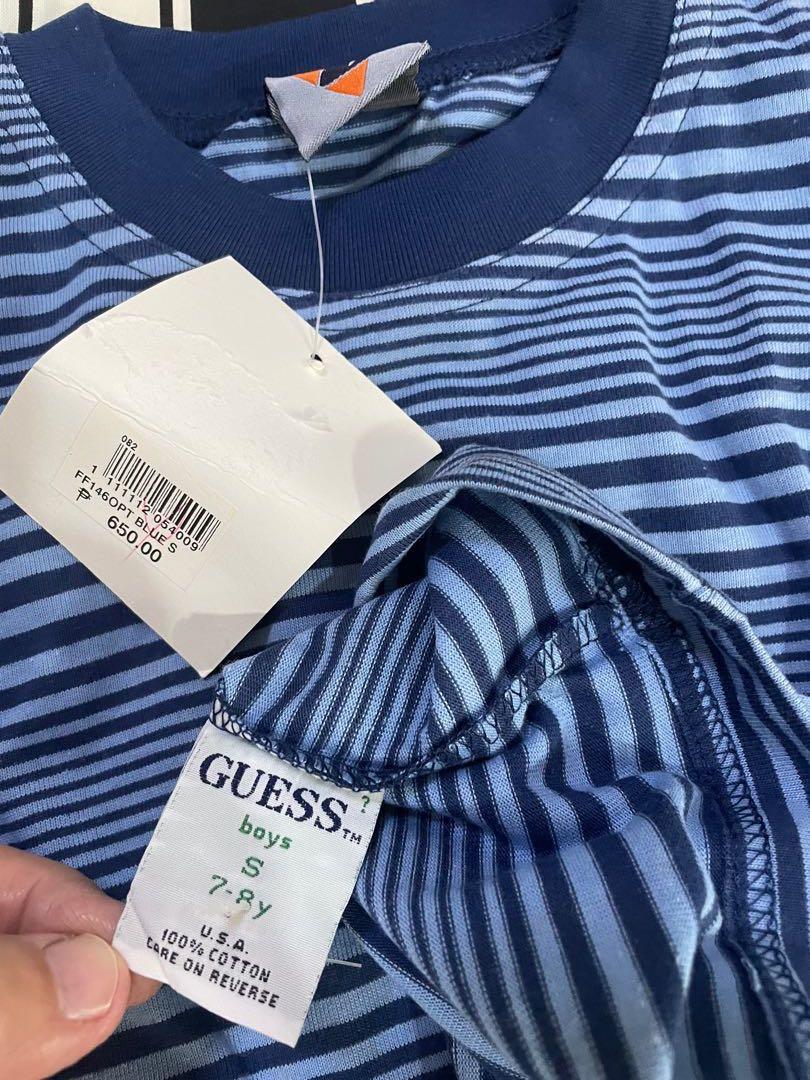 082
1 111112 054009
FF146OPT BLUE S
₱ 650.00
GUESS ?™
boys
S
7-8y
U.S.A.
100% COTTON
CARE ON REVERSE